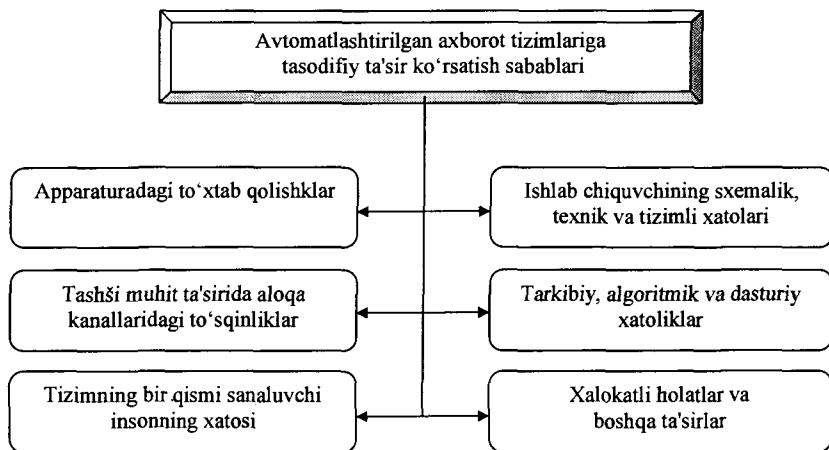 Avtomatlashtirilgan axborot tizimlariga
tasodifiy ta'sir ko‘rsatish sabablari
Apparaturadagi to‘xtab qolishklar
Ishlab chiquvchining sxemalik,
texnik va tizimli xatolari
Tashši muhit ta'sirida aloqa
kanallaridagi to‘sqinliklar
Tarkibiy, algoritmik va dasturiy
xatoliklar
Tizimning bir qismi sanaluvchi
insonning xatosi
Xalokatli holatlar va
boshqa ta'sirlar